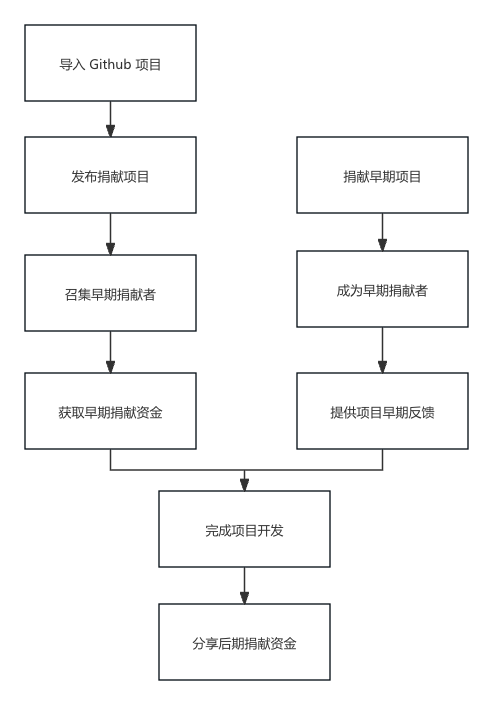 导入 Github 项目
发布捐献项目
召集早期捐献者
获取早期捐献资金
捐献早期项目
成为早期捐献者
提供项目早期反馈
完成项目开发
分享后期捐献资金